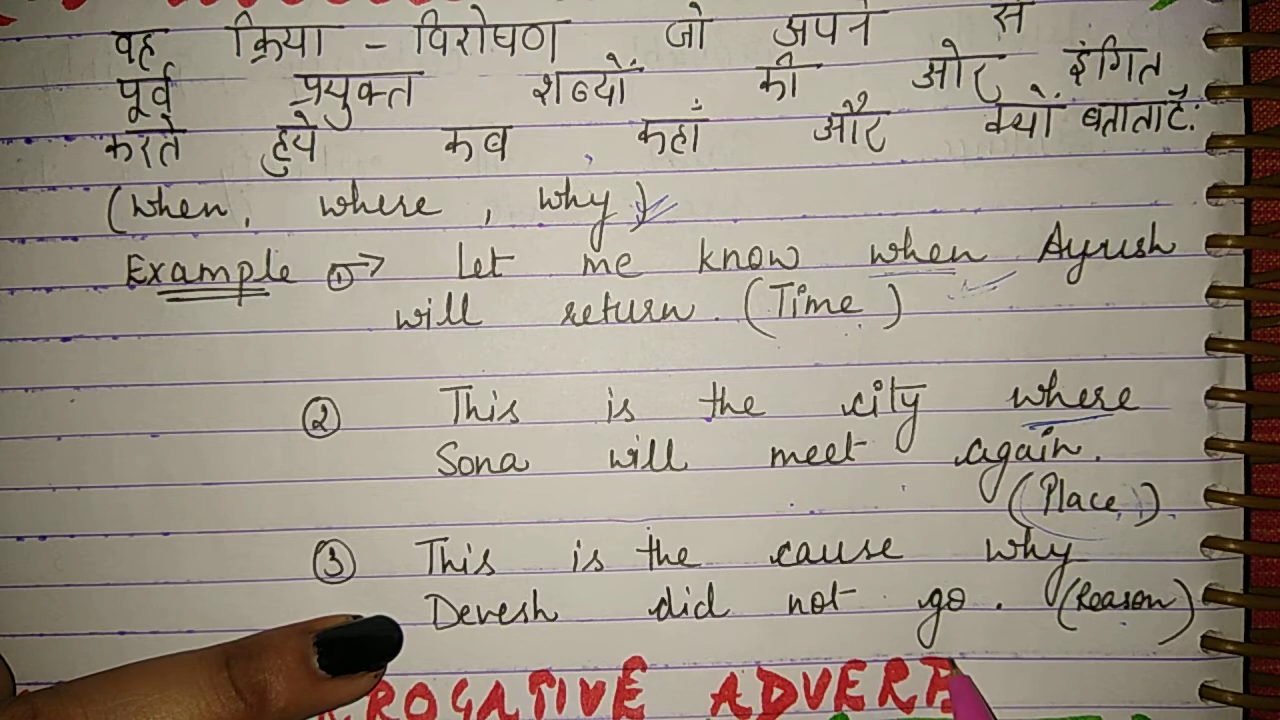 वह क्रिया - विशेषण जो अपने से
पूर्व प्रयुक्त शब्दों की ओर इंगित
करते हुये कब , कहाँ और क्यों बताता है:
(when, where, why)
Example ① → Let me know when Ayush
will return. (Time)
② This is the city where
Sona will meet again.
(Place)
③ This is the cause why
Devesh did not go. (Reason)
ROGATIVE ADVERB